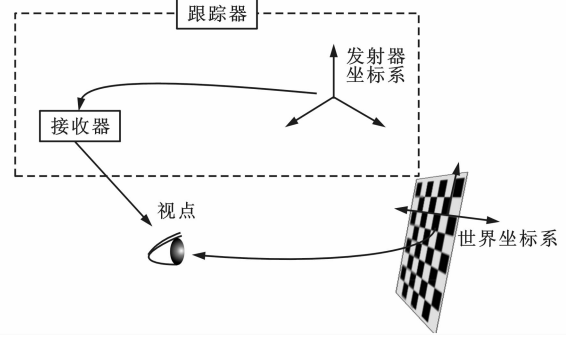 跟踪器
发射器
坐标系
接收器
视点
世界坐标系